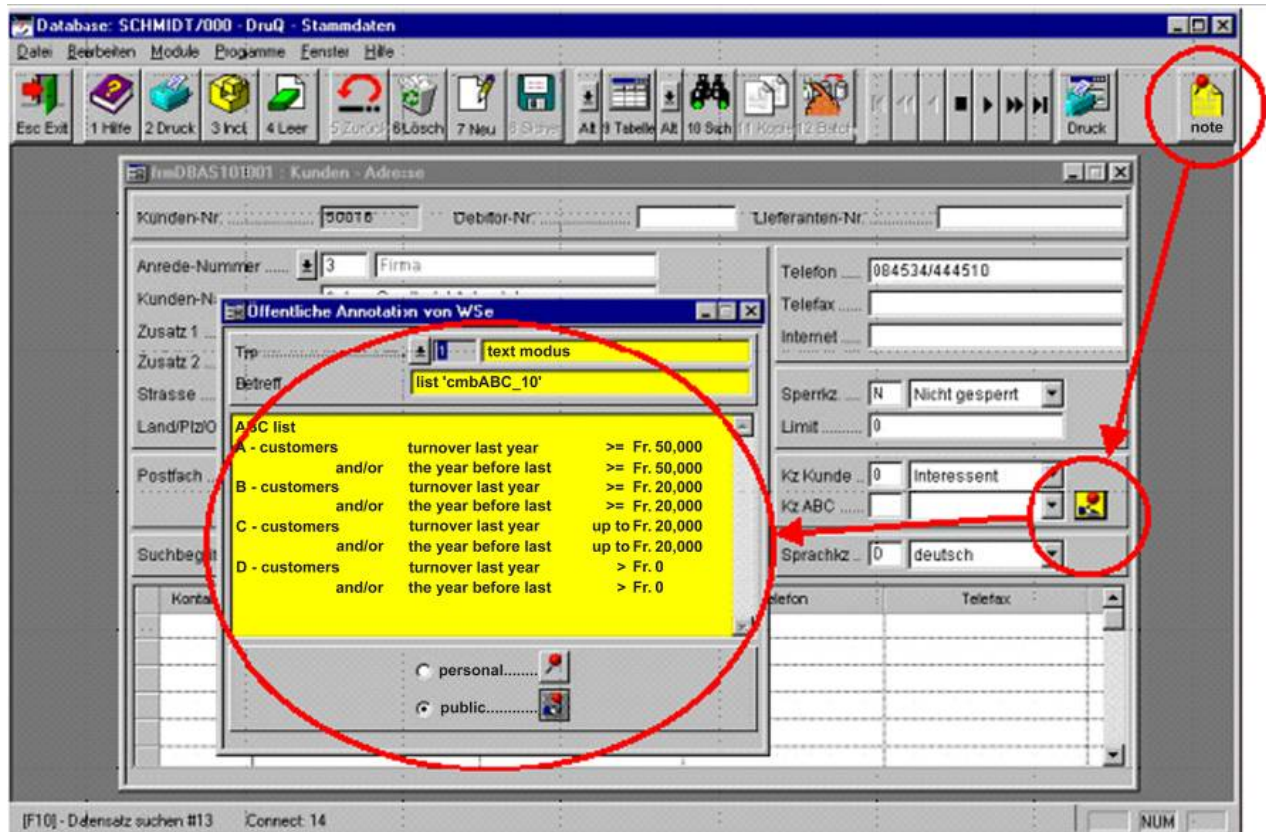 Database: SCHMIDT/000 - DruQ - Stammdaten
Datei Bearbeiten Module Programme Fenster Hilfe
Esc Exit 1 Hilfe 2 Druck 3 Incl. 4 Leer 5 Zurück 6 Lösch 7 Neu Alt 9 Tabelle Alt 10 Such 11 Kopie 12 Batch Druck note
frmDBAS101001 : Kunden - Adresse
Kunden-Nr. 50016 Debitor-Nr. Lieferanten-Nr.
Anrede-Nummer ...... 3 Firma
Telefon ..... 084534/444510
Telefax ......
Internet .....
Zusatz 1 ...
Zusatz 2 ...
Strasse ....
Land/Plz/O
Postfach ..
Sperrkz. .... N Nicht gesperrt
Limit ......... 0
Kz Kunde .. 0 Interessent
Kz ABC ......
Sprachkz .. D deutsch
Öffentliche Annotation von WSe
Typ 1 text modus
Betreff list 'cmbABC_10'
ABC list
A - customers turnover last year >= Fr. 50,000
and/or the year before last >= Fr. 50,000
B - customers turnover last year >= Fr. 20,000
and/or the year before last >= Fr. 20,000
C - customers turnover last year up to Fr. 20,000
and/or the year before last up to Fr. 20,000
D - customers turnover last year > Fr. 0
and/or the year before last > Fr. 0
personal........
public............
Telefax
[F10] - Datensatz suchen #13 Connect: 14 NUM